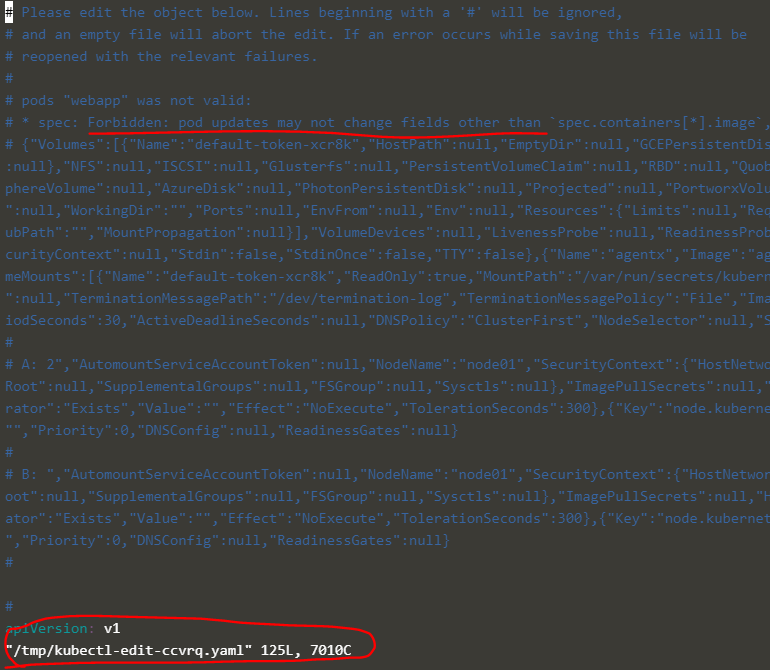 # Please edit the object below. Lines beginning with a '#' will be ignored,
# and an empty file will abort the edit. If an error occurs while saving this file will be
# reopened with the relevant failures.
#
# pods "webapp" was not valid:
# * spec: Forbidden: pod updates may not change fields other than `spec.containers[*].image`,
# {"Volumes":[{"Name":"default-token-xcr8k","HostPath":null,"EmptyDir":null,"GCEPersistentDis
:null},"NFS":null,"ISCSI":null,"Glusterfs":null,"PersistentVolumeClaim":null,"RBD":null,"Quob
phereVolume":null,"AzureDisk":null,"PhotonPersistentDisk":null,"Projected":null,"PortworxVolu
":null,"WorkingDir":"","Ports":null,"EnvFrom":null,"Env":null,"Resources":{"Limits":null,"Req
ubPath":"","MountPropagation":null}],"VolumeDevices":null,"LivenessProbe":null,"ReadinessProb
curityContext":null,"Stdin":false,"StdinOnce":false,"TTY":false},{"Name":"agentx","Image":"ag
meMounts":[{"Name":"default-token-xcr8k","ReadOnly":true,"MountPath":"/var/run/secrets/kubern
":null,"TerminationMessagePath":"/dev/termination-log","TerminationMessagePolicy":"File","Ima
iodSeconds":30,"ActiveDeadlineSeconds":null,"DNSPolicy":"ClusterFirst","NodeSelector":null,"S
#
# A: 2","AutomountServiceAccountToken":null,"NodeName":"node01","SecurityContext":{"HostNetwo
Root":null,"SupplementalGroups":null,"FSGroup":null,"Sysctls":null},"ImagePullSecrets":null,"
rator":"Exists","Value":"","Effect":"NoExecute","TolerationSeconds":300},{"Key":"node.kuberne
"","Priority":0,"DNSConfig":null,"ReadinessGates":null}
#
# B: ","AutomountServiceAccountToken":null,"NodeName":"node01","SecurityContext":{"HostNetwor
oot":null,"SupplementalGroups":null,"FSGroup":null,"Sysctls":null},"ImagePullSecrets":null,"H
ator":"Exists","Value":"","Effect":"NoExecute","TolerationSeconds":300},{"Key":"node.kubernet
","Priority":0,"DNSConfig":null,"ReadinessGates":null}
#
#
apiVersion: v1
"/tmp/kubectl-edit-ccvrq.yaml" 125L, 7010C